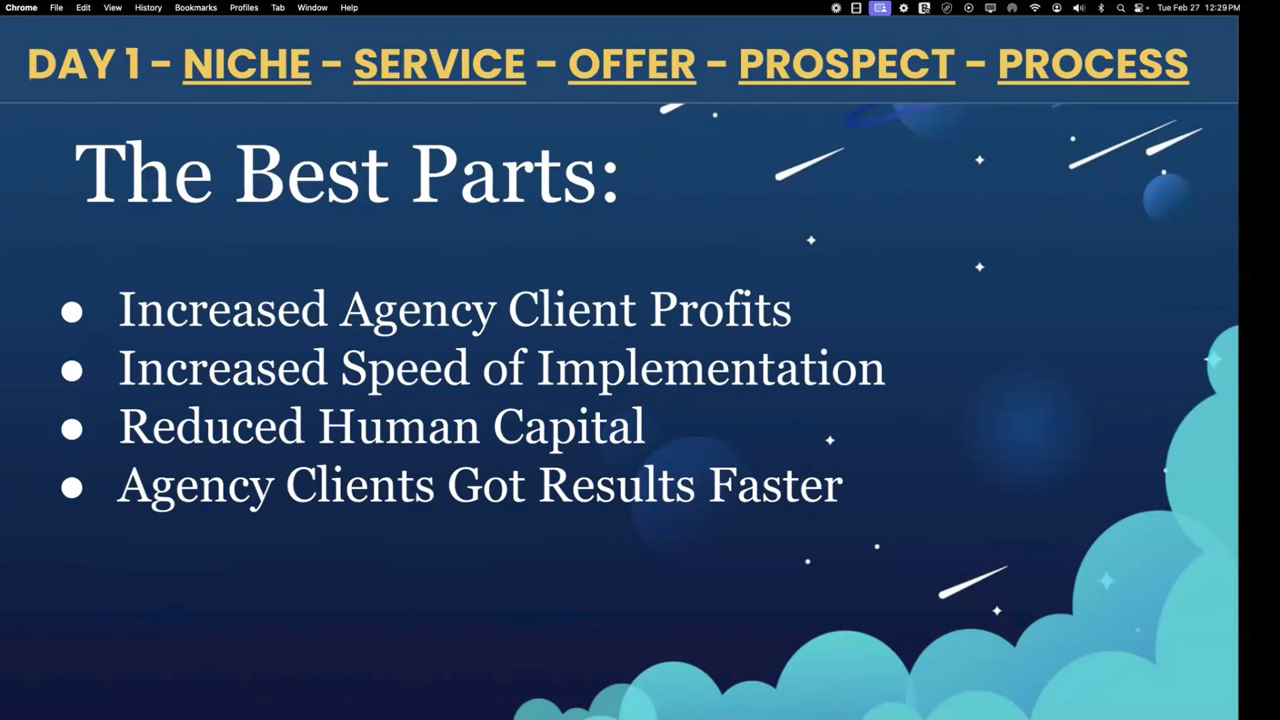 Chrome File Edit View History Bookmarks Profiles Tab Window Help Tue Feb 27 12:29 PM
DAY 1 - NICHE - SERVICE - OFFER - PROSPECT - PROCESS
The Best Parts:
● Increased Agency Client Profits
● Increased Speed of Implementation
● Reduced Human Capital
● Agency Clients Got Results Faster